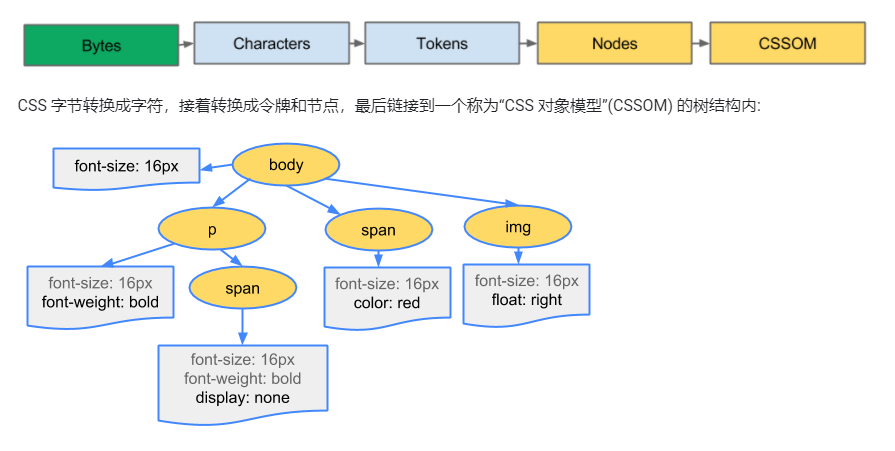 Bytes
Characters
Tokens
Nodes
CSSOM
CSS 字节转换成字符，接着转换成令牌和节点，最后链接到一个称为“CSS 对象模型”(CSSOM) 的树结构内：
font-size: 16px
body
p
span
img
font-size: 16px
font-weight: bold
span
font-size: 16px
color: red
font-size: 16px
float: right
font-size: 16px
font-weight: bold
display: none